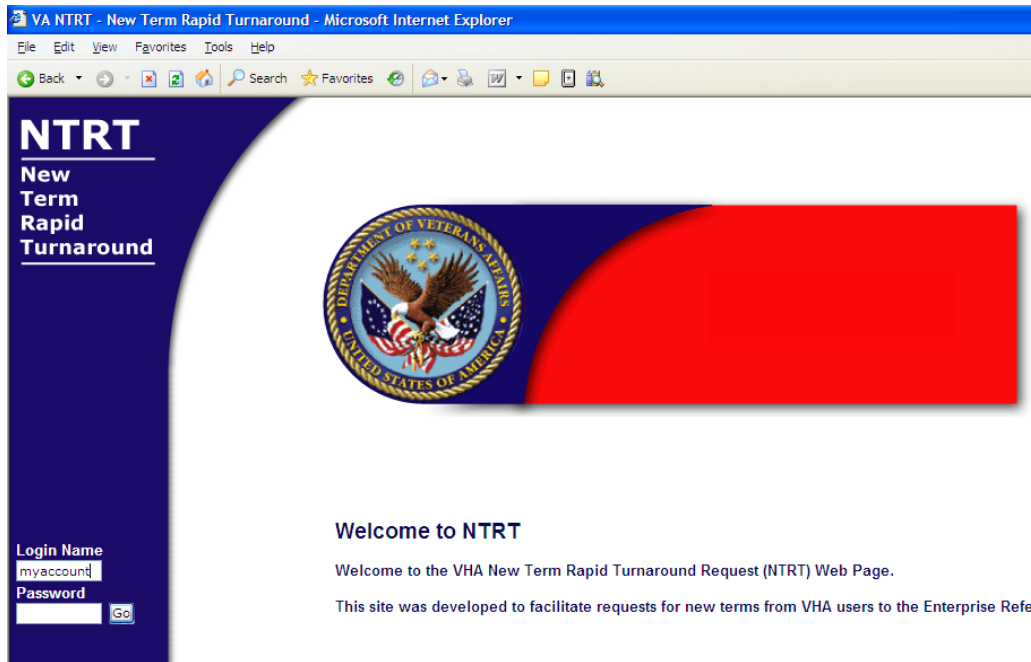 VA NTRT - New Term Rapid Turnaround - Microsoft Internet Explorer
File Edit View Favorites Tools Help
Back Search Favorites
NTRT
New
Term
Rapid
Turnaround
DEPARTMENT OF VETERANS AFFAIRS
UNITED STATES OF AMERICA
Login Name
myaccount
Password
Go
Welcome to NTRT
Welcome to the VHA New Term Rapid Turnaround Request (NTRT) Web Page.
This site was developed to facilitate requests for new terms from VHA users to the Enterprise Refe